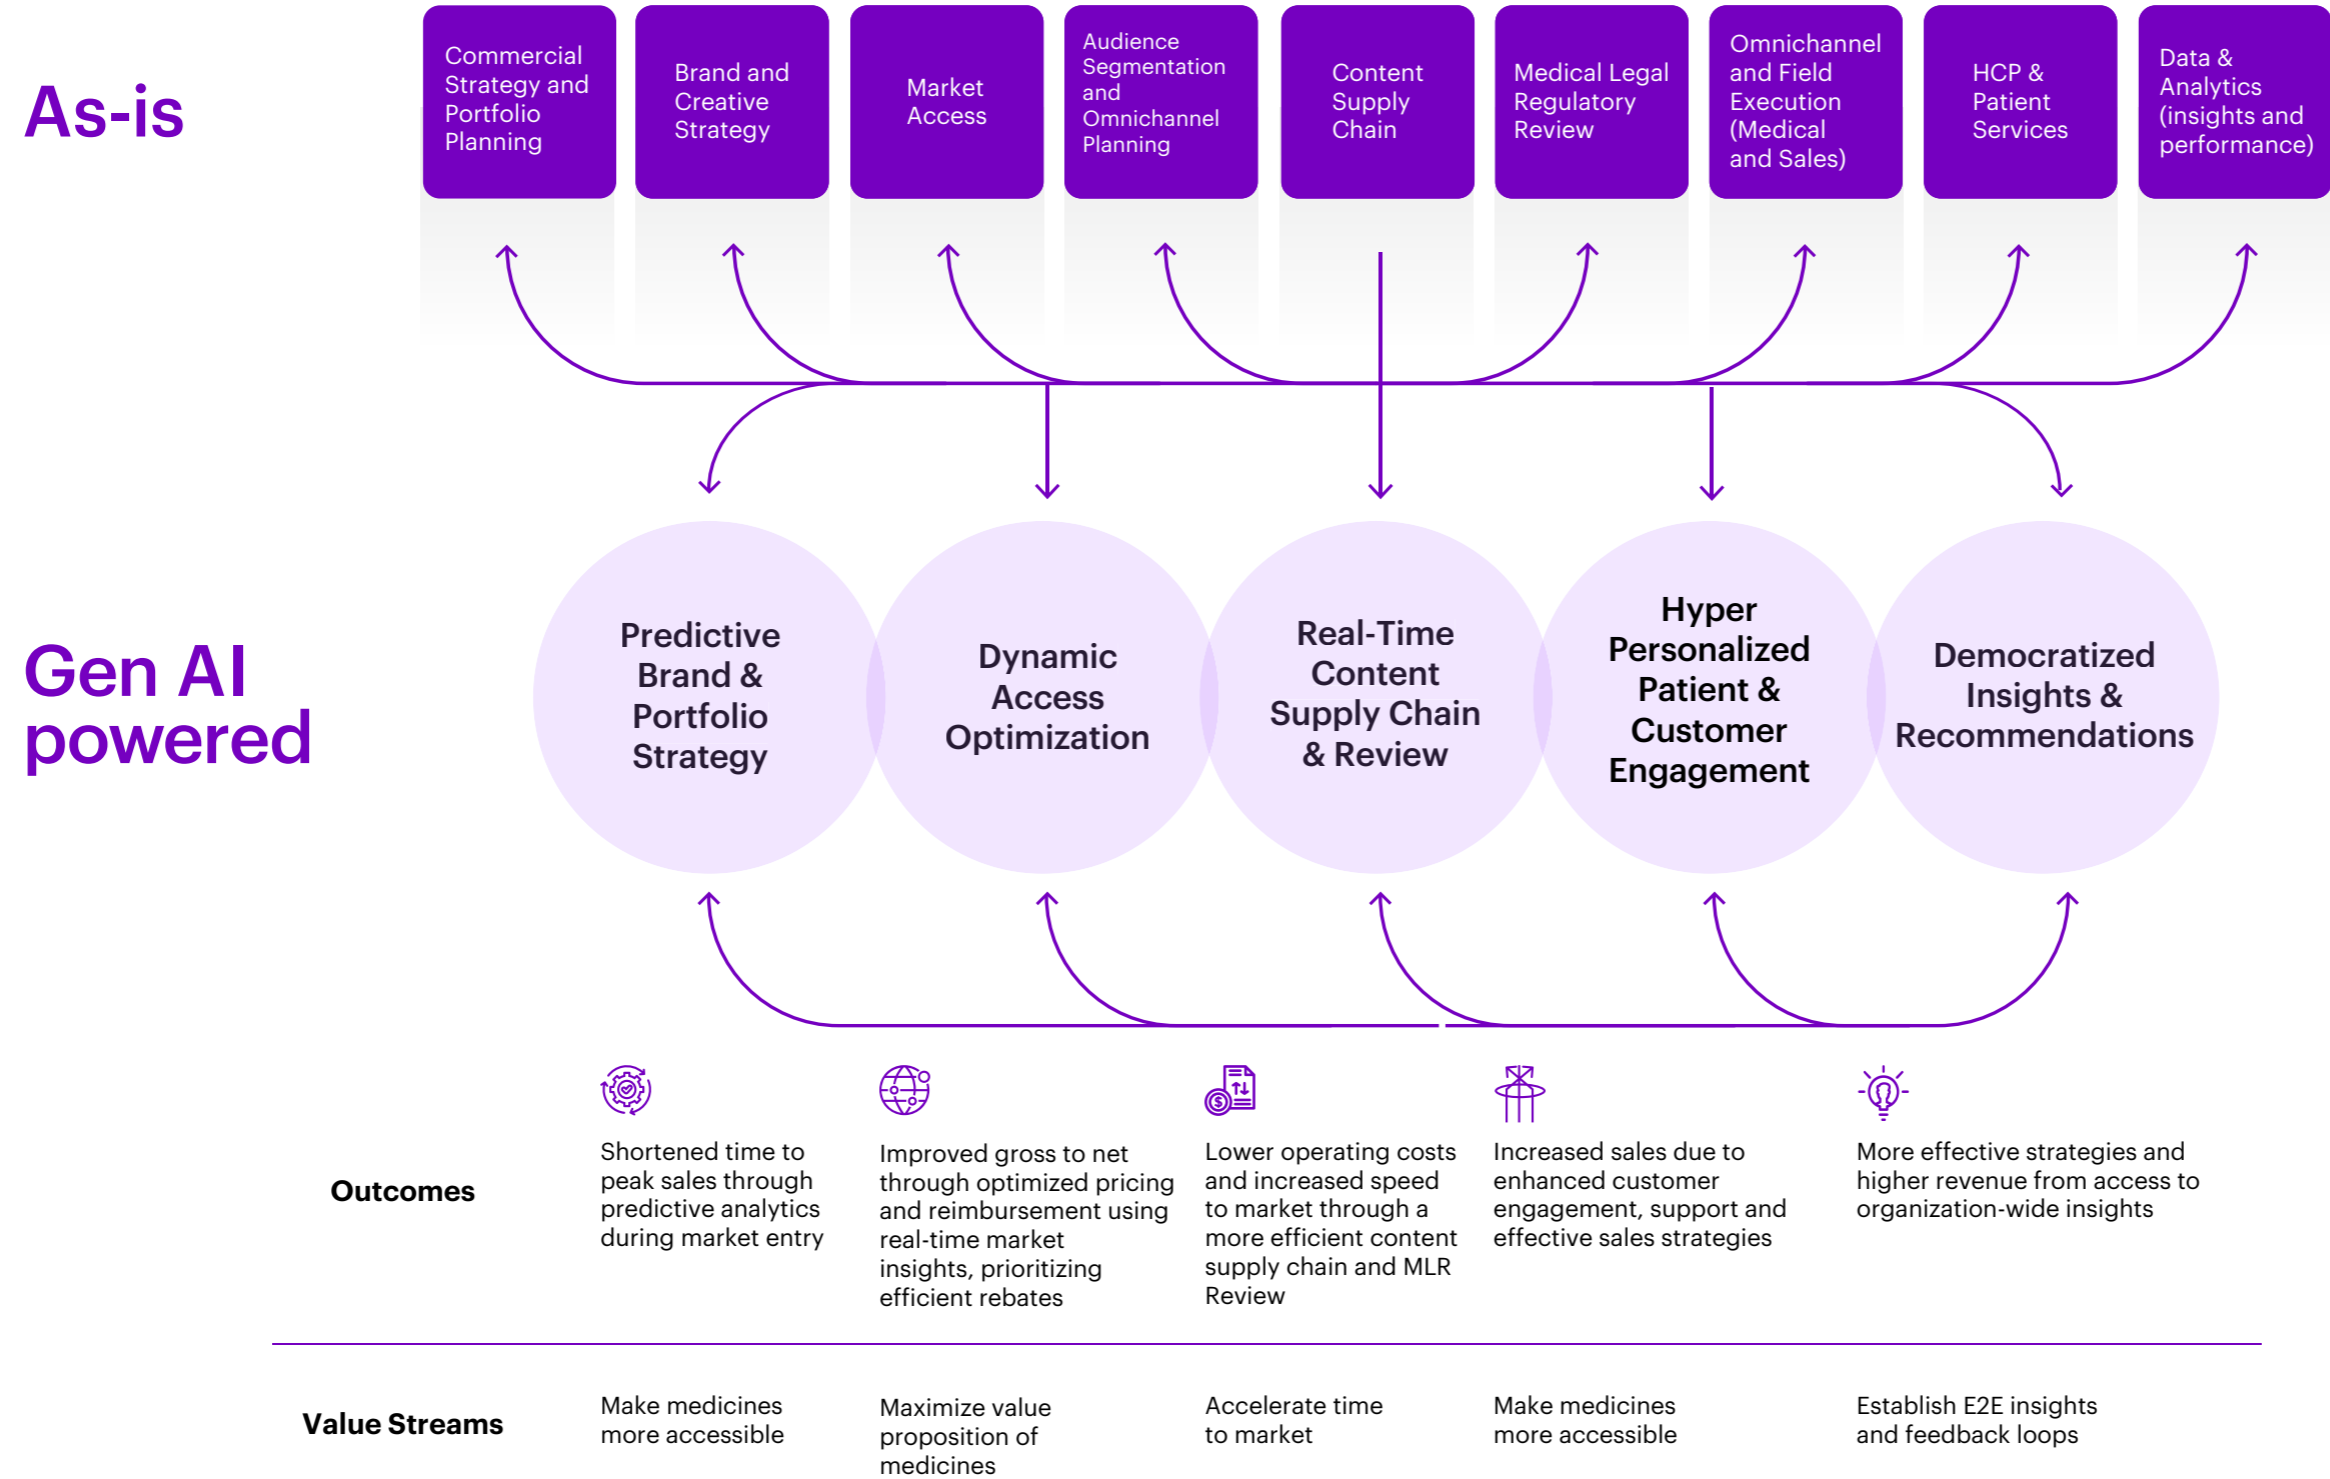 As-is
Commercial
Strategy and
Portfolio
Planning
Brand and
Creative
Strategy
Market
Access
Audience
Segmentation
and
Omnichannel
Planning
Content
Supply
Chain
Medical Legal
Regulatory
Review
Omnichannel
and Field
Execution
(Medical
and Sales)
HCP &
Patient
Services
Data &
Analytics
(insights and
performance)
Gen AI
powered
Predictive
Brand &
Portfolio
Strategy
Dynamic
Access
Optimization
Real-Time
Content
Supply Chain
& Review
Hyper
Personalized
Patient &
Customer
Engagement
Democratized
Insights &
Recommendations
Outcomes
Shortened time to
peak sales through
predictive analytics
during market entry
Improved gross to net
through optimized pricing
and reimbursement using
real-time market
insights, prioritizing
efficient rebates
Lower operating costs
and increased speed
to market through a
more efficient content
supply chain and MLR
Review
Increased sales due to
enhanced customer
engagement, support and
effective sales strategies
More effective strategies and
higher revenue from access to
organization-wide insights
Value Streams
Make medicines
more accessible
Maximize value
proposition of
medicines
Accelerate time
to market
Make medicines
more accessible
Establish E2E insights
and feedback loops